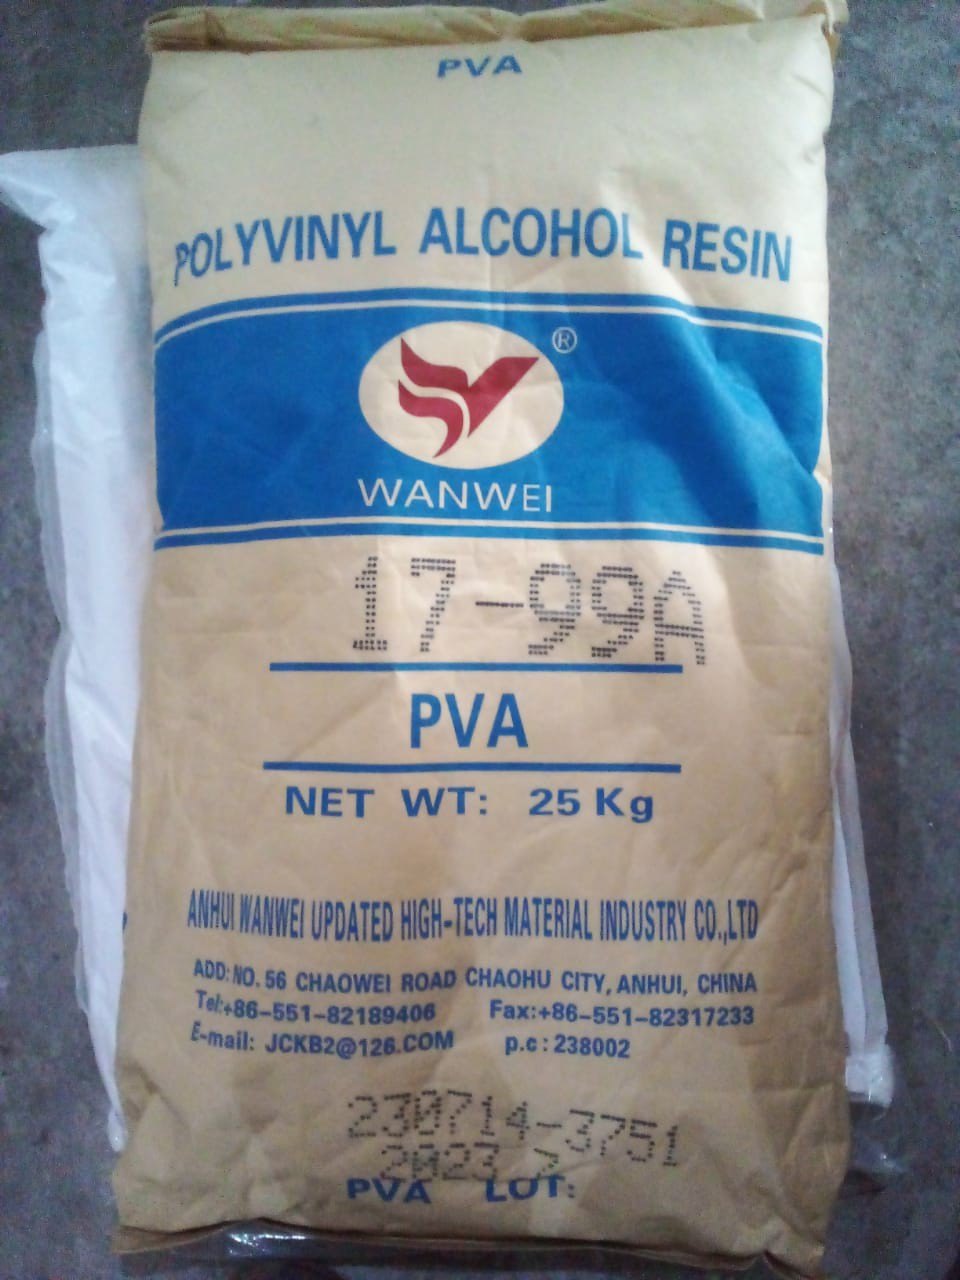 PVA
POLYVINYL ALCOHOL RESIN
®
WANWEI
17-99A
PVA
NET WT: 25 Kg
ANHUI WANWEI UPDATED HIGH-TECH MATERIAL INDUSTRY CO.,LTD
ADD: NO. 56 CHAOWEI ROAD CHAOHU CITY, ANHUI, CHINA
Tel:+86-551-82189406 Fax:+86-551-82317233
E-mail: JCKB2@126.COM p.c: 238002
230714-3751
2023
PVA LOT: